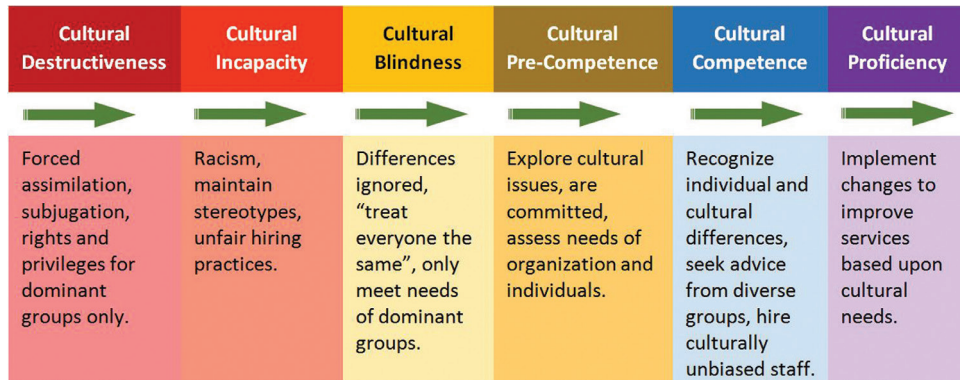 Cultural
Destructiveness
Cultural
Incapacity
Cultural
Blindness
Cultural
Pre-Competence
Cultural
Competence
Cultural
Proficiency
Forced
assimilation,
subjugation,
rights and
privileges for
dominant
groups only.
Racism,
maintain
stereotypes,
unfair hiring
practices.
Differences
ignored,
“treat
everyone the
same”, only
meet needs
of dominant
groups.
Explore cultural
issues, are
committed,
assess needs of
organization and
individuals.
Recognize
individual and
cultural
differences,
seek advice
from diverse
groups, hire
culturally
unbiased staff.
Implement
changes to
improve
services
based upon
cultural
needs.